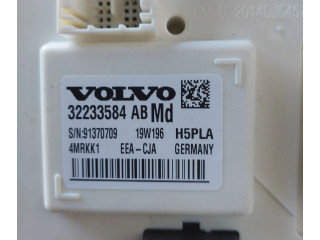 VOLVO
32233584 AB Md
S/N:91370709 19W196 H5PLA
4MRKK1 EEA-CJA GERMANY